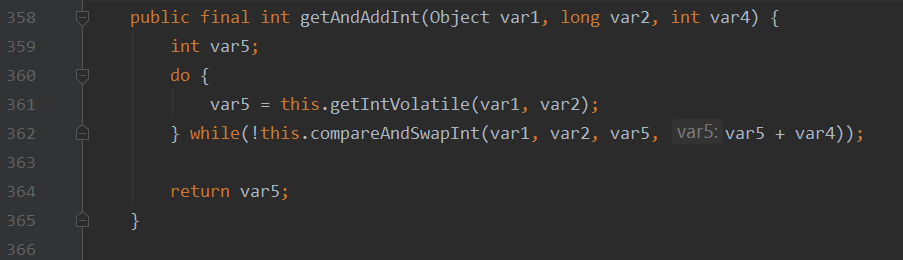 358 public final int getAndAddInt(Object var1, long var2, int var4) {
359 int var5;
360 do {
361 var5 = this.getIntVolatile(var1, var2);
362 } while(!this.compareAndSwapInt(var1, var2, var5, var5: var5 + var4));
363
364 return var5;
365 }
366